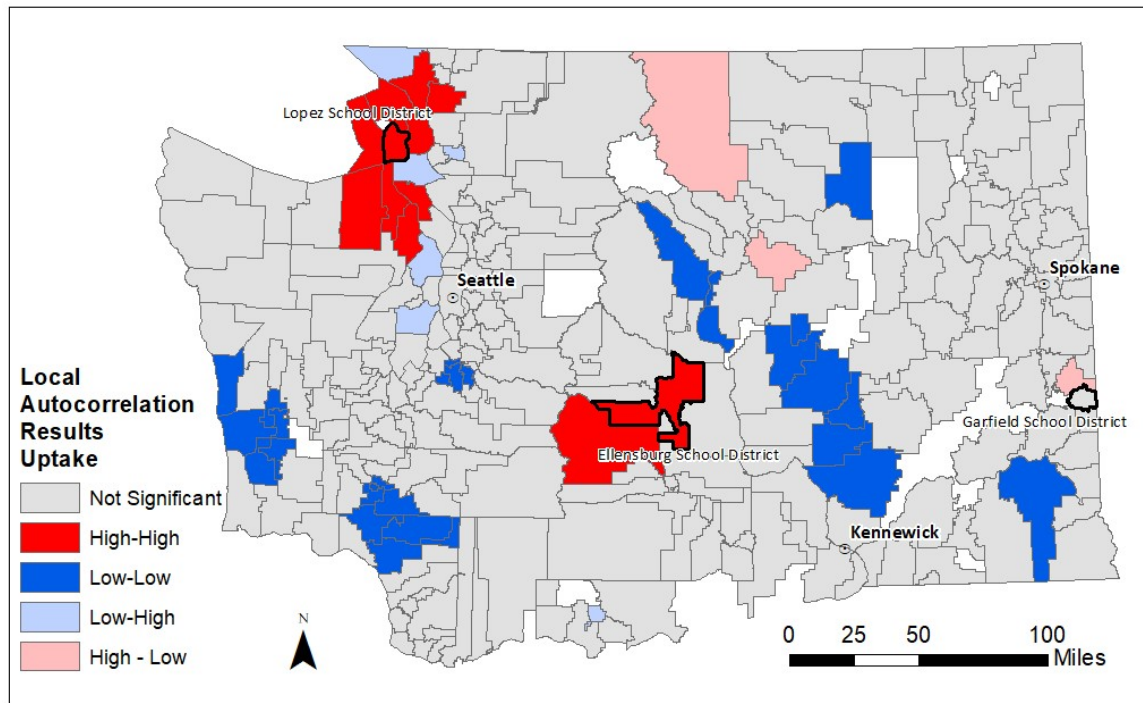 Lopez School District
Seattle
Spokane
Garfield School District
Ellensburg School District
Kennewick
Local
Autocorrelation
Results
Uptake
Not Significant
High-High
Low-Low
Low-High
High - Low
N
0 25 50 100
Miles